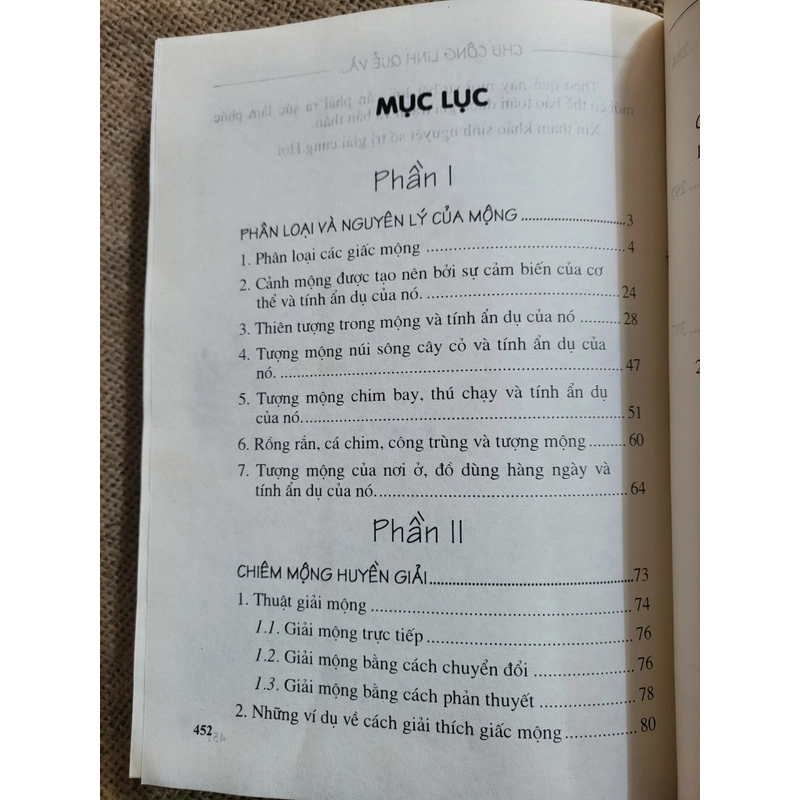 MỤC LỤC
Phần I
PHÂN LOẠI VÀ NGUYÊN LÝ CỦA MỘNG..............................3
1. Phân loại các giấc mộng ..............................................4
2. Cảnh mộng được tạo nên bởi sự cảm biến của cơ
thể và tính ẩn dụ của nó. ..............................................24
3. Thiên tượng trong mộng và tính ẩn dụ của nó ..........28
4. Tượng mộng núi sông cây cỏ và tính ẩn dụ của
nó. ...............................................................................47
5. Tượng mộng chim bay, thú chạy và tính ẩn dụ
của nó...........................................................................51
6. Rồng rắn, cá chim, công trùng và tượng mộng.........60
7. Tượng mộng của nơi ở, đồ dùng hàng ngày và
tính ẩn dụ của nó..........................................................64
Phần II
CHIÊM MỘNG HUYỀN GIẢI..................................................73
1. Thuật giải mộng ..........................................................74
1.1. Giải mộng trực tiếp...............................................76
1.2. Giải mộng bằng cách chuyển đổi .........................76
1.3. Giải mộng bằng cách phản thuyết ........................78
2. Những ví dụ về cách giải thích giấc mộng..................80
452